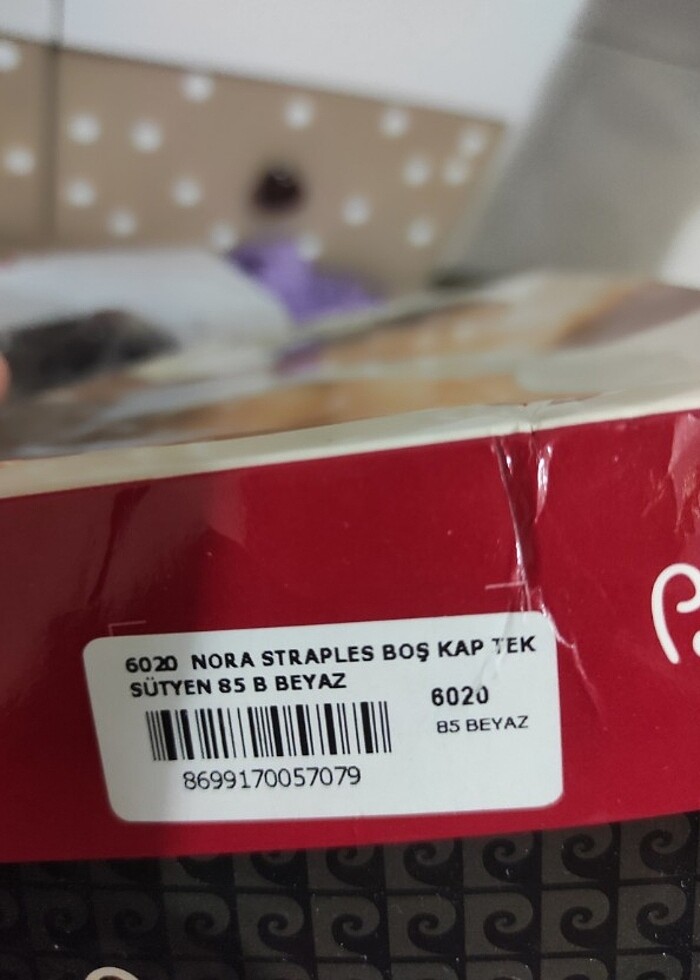 6020 NORA STRAPLES BOŞ KAP TEK
SÜTYEN 85 B BEYAZ
6020
85 BEYAZ
8699170057079